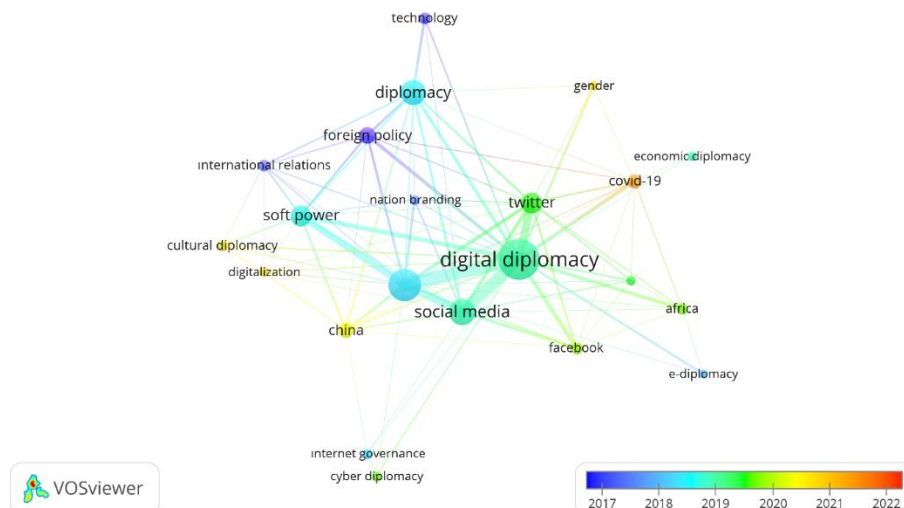 technology
diplomacy
gender
foreign policy
economic diplomacy
international relations
covid-19
nation branding
twitter
soft power
cultural diplomacy
digital diplomacy
digitalization
africa
social media
china
facebook
e-diplomacy
internet governance
cyber diplomacy
VOSviewer
2017 2018 2019 2020 2021 2022